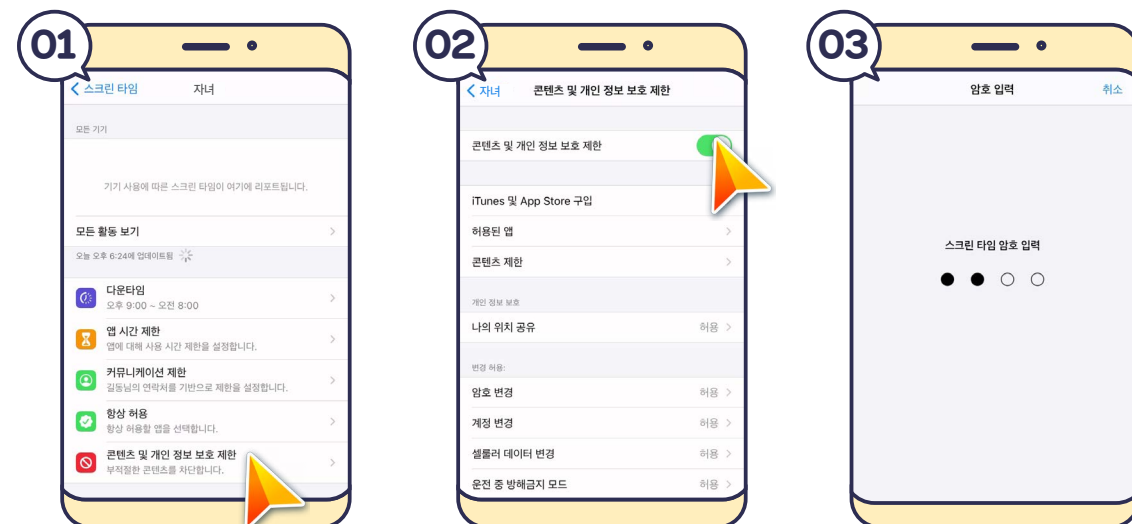 01
스크린 타임
자녀
모든 기기
기기 사용에 따른 스크린 타임이 여기에 리포트됩니다.
모든 활동 보기
오늘 오후 6:24에 업데이트됨
다운타임
오후 9:00 ~ 오전 8:00
앱 시간 제한
앱에 대해 사용 시간 제한을 설정합니다.
커뮤니케이션 제한
길동님의 연락처를 기반으로 제한을 설정합니다.
항상 허용
항상 허용할 앱을 선택합니다.
콘텐츠 및 개인 정보 보호 제한
부적절한 콘텐츠를 차단합니다.
02
자녀
콘텐츠 및 개인 정보 보호 제한
콘텐츠 및 개인 정보 보호 제한
iTunes 및 App Store 구입
허용된 앱
콘텐츠 제한
개인 정보 보호
나의 위치 공유 허용
변경 허용:
암호 변경 허용
계정 변경 허용
셀룰러 데이터 변경 허용
운전 중 방해금지 모드 허용
03
암호 입력
취소
스크린 타임 암호 입력